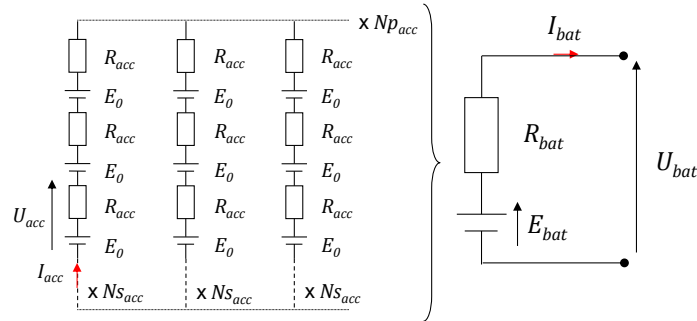 x Np_acc
R_acc R_acc R_acc
E_0 E_0 E_0
R_acc R_acc R_acc
E_0 E_0 E_0
U_acc R_acc R_acc R_acc
E_0 E_0 E_0
I_acc
x Ns_acc x Ns_acc x Ns_acc
I_bat
R_bat
U_bat
E_bat